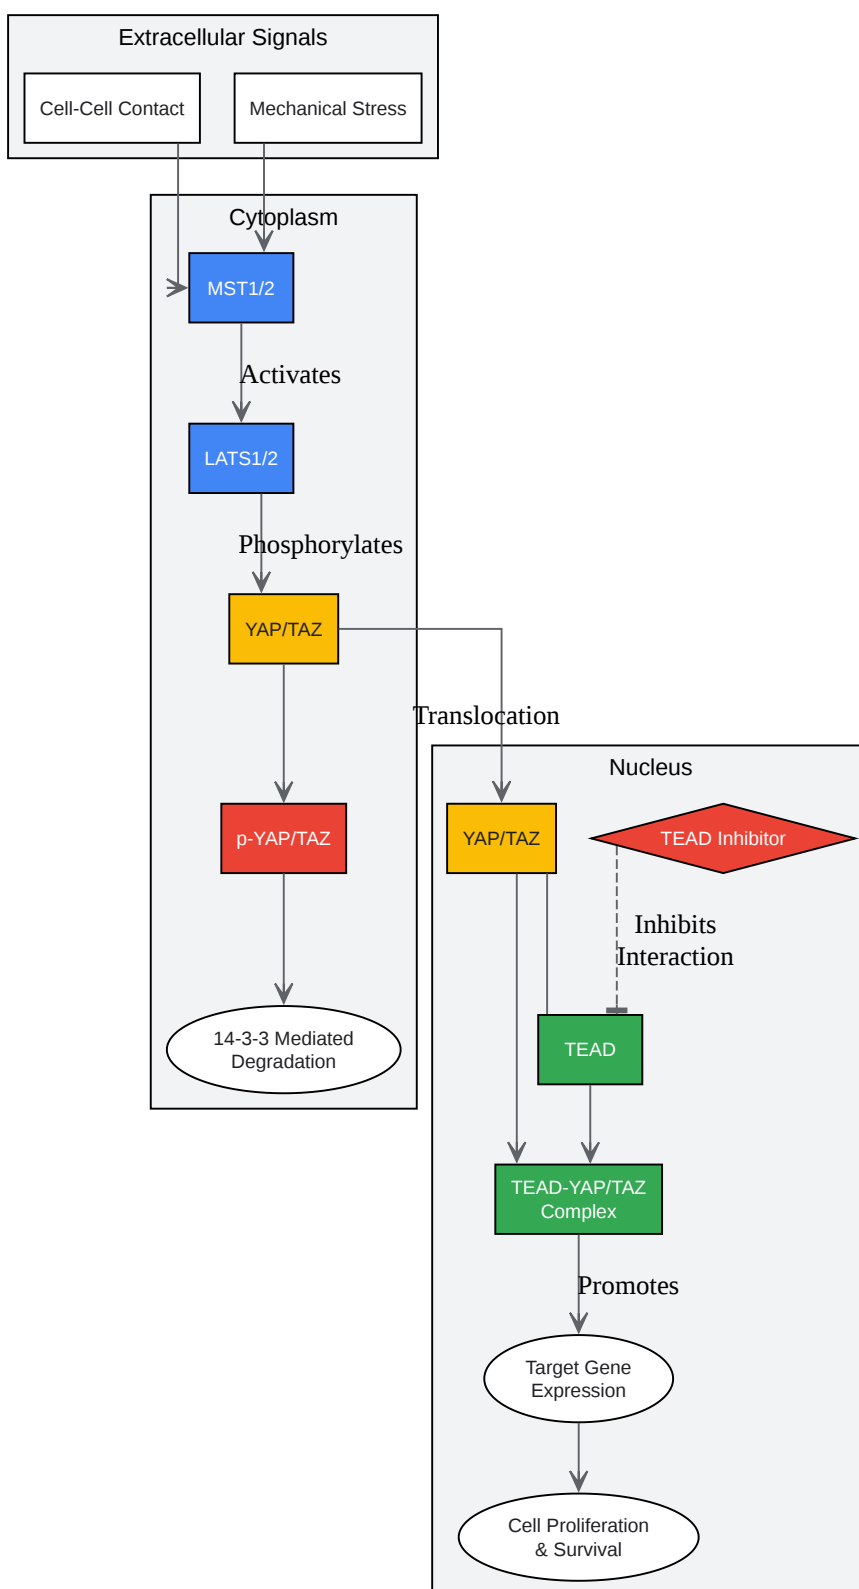 Extracellular Signals
Cell-Cell Contact
Mechanical Stress
Cytoplasm
MST1/2
Activates
LATS1/2
Phosphorylates
YAP/TAZ
Translocation
Nucleus
p-YAP/TAZ
YAP/TAZ
TEAD Inhibitor
Inhibits
Interaction
14-3-3 Mediated
Degradation
TEAD
TEAD-YAP/TAZ
Complex
Promotes
Target Gene
Expression
Cell Proliferation
& Survival